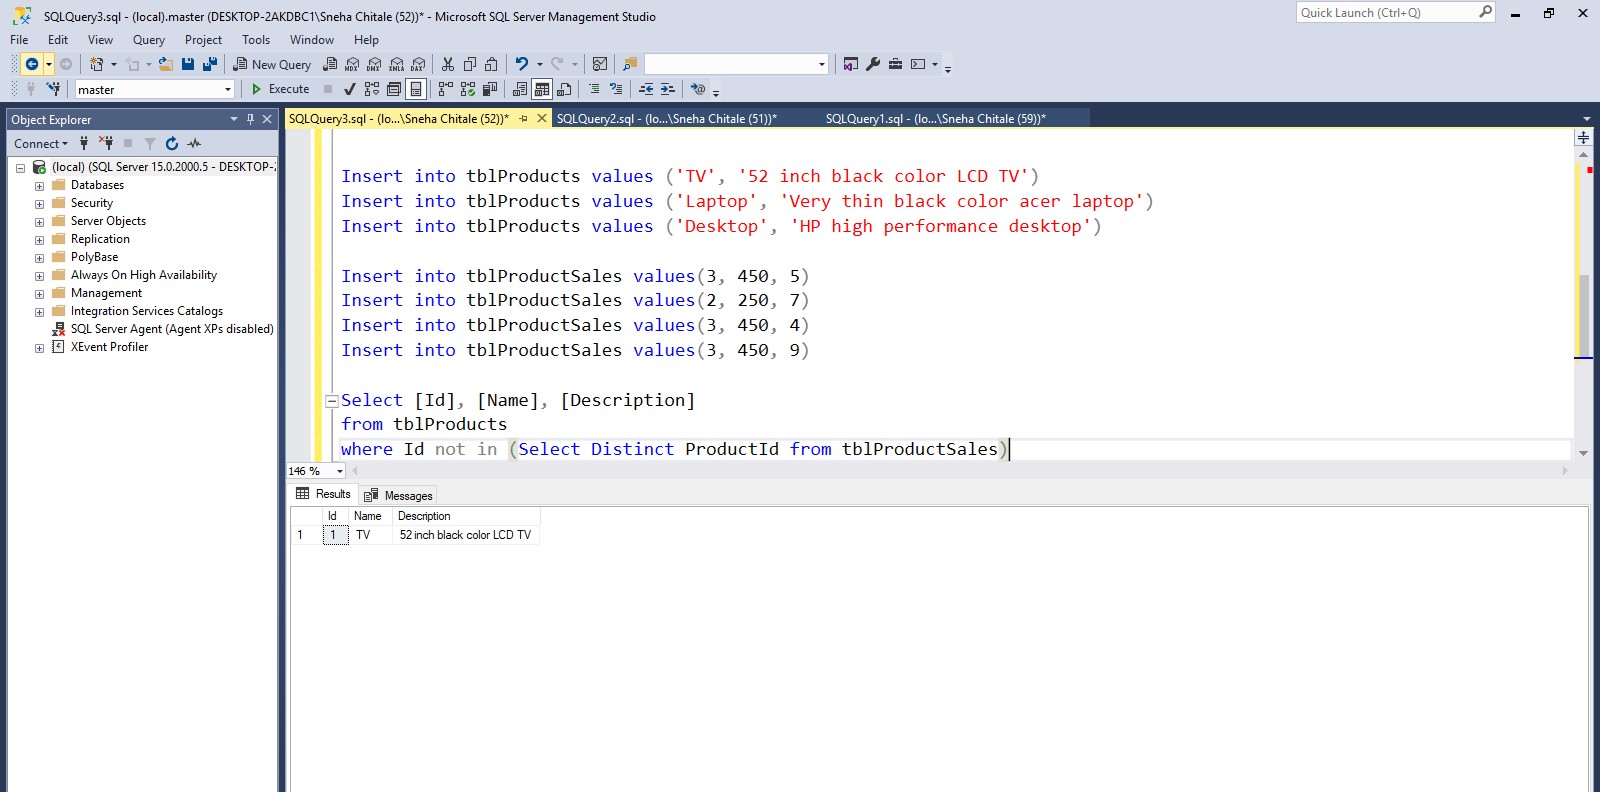 SQLQuery3.sql - (local).master (DESKTOP-2AKDBC1\Sneha Chitale (52))* - Microsoft SQL Server Management Studio
Quick Launch (Ctrl+Q)
File Edit View Query Project Tools Window Help
New Query
MDX DMX XMLA DAX
master
Execute
Object Explorer
Connect
(local) (SQL Server 15.0.2000.5 - DESKTOP-2
Databases
Security
Server Objects
Replication
PolyBase
Always On High Availability
Management
Integration Services Catalogs
SQL Server Agent (Agent XPs disabled)
XEvent Profiler
SQLQuery3.sql - (lo...\Sneha Chitale (52))*
SQLQuery2.sql - (lo...\Sneha Chitale (51))*
SQLQuery1.sql - (lo...\Sneha Chitale (59))*
Insert into tblProducts values ('TV', '52 inch black color LCD TV')
Insert into tblProducts values ('Laptop', 'Very thin black color acer laptop')
Insert into tblProducts values ('Desktop', 'HP high performance desktop')
Insert into tblProductSales values(3, 450, 5)
Insert into tblProductSales values(2, 250, 7)
Insert into tblProductSales values(3, 450, 4)
Insert into tblProductSales values(3, 450, 9)
Select [Id], [Name], [Description]
from tblProducts
where Id not in (Select Distinct ProductId from tblProductSales)
146 %
Results Messages
Id Name Description
1 1 TV 52 inch black color LCD TV